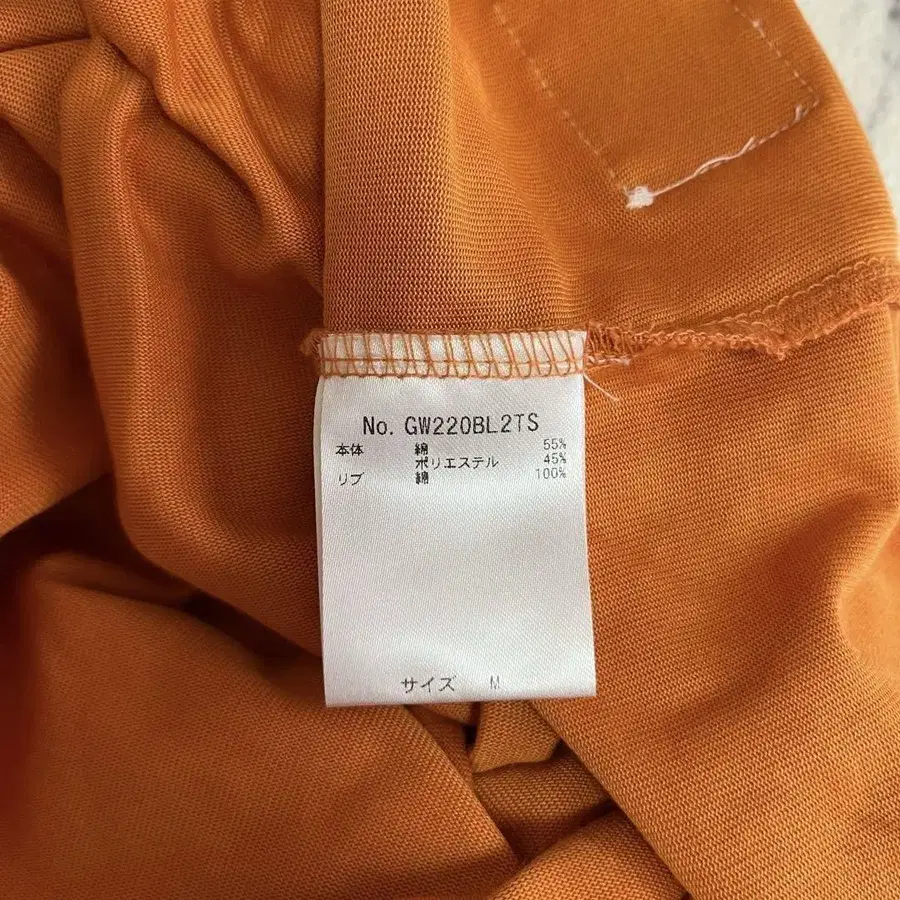 No. GW220BL2TS
本体 綿 55%
ポリエステル 45%
リブ 綿 100%
サイズ M